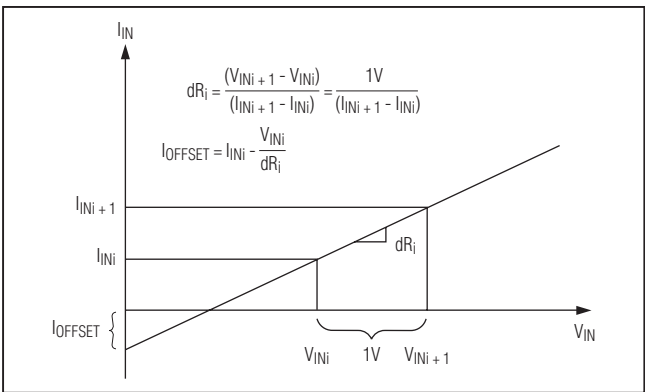 I_IN
dR_i = (V_INi + 1 - V_INi) / (I_INi + 1 - I_INi) = 1V / (I_INi + 1 - I_INi)
I_OFFSET = I_INi - V_INi / dR_i
I_INi + 1
I_INi
dR_i
I_OFFSET
V_IN
V_INi 1V V_INi + 1